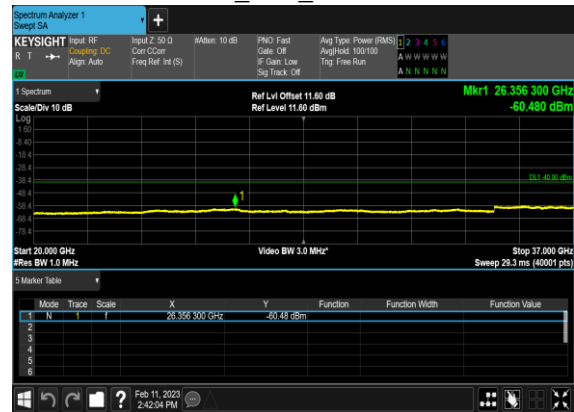 Spectrum Analyzer 1
Swept SA
+
KEYSIGHT Input: RF Input Z: 50 Ω #Atten: 10 dB PNO: Fast Avg Type: Power (RMS) 1 2 3 4 5 6
R T Coupling: DC Corr CCorr Gate: Off Avg|Hold: 100/100 A W W W W W
Align: Auto Freq Ref: Int (S) IF Gain: Low Trig: Free Run
Sig Track: Off A N N N N N
1 Spectrum Ref Lvl Offset 11.60 dB Mkr1 26.356 300 GHz
Scale/Div 10 dB Ref Level 11.60 dBm -60.480 dBm
Log
1.60
-8.40
-18.4
-28.4
-38.4 DL1 -40.00 dBm
-48.4
1
-58.4
-68.4
-78.4
Start 20.000 GHz Video BW 3.0 MHz* Stop 37.000 GHz
#Res BW 1.0 MHz Sweep 29.3 ms (40001 pts)
5 Marker Table
Mode Trace Scale X Y Function Function Width Function Value
1 N 1 f 26.356 300 GHz -60.48 dBm
2
3
4
5
6
? Feb 11, 2023
2:42:04 PM